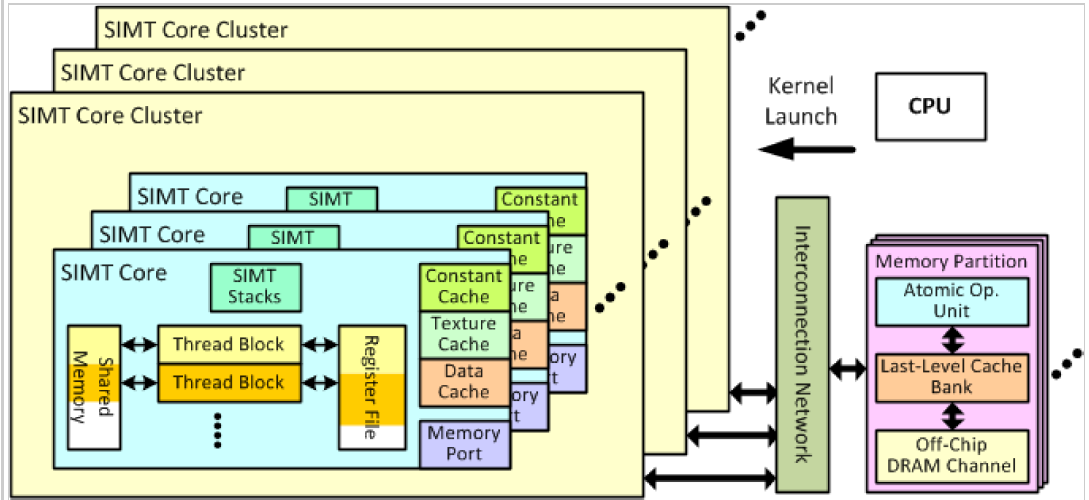 SIMT Core Cluster
SIMT Core Cluster
SIMT Core Cluster
Kernel
Launch
CPU
SIMT Core
SIMT
Constant
SIMT Core
SIMT
Constant
SIMT Core
SIMT
Stacks
Constant
Cache
Texture
Cache
Data
Cache
Memory
Port
Shared
Memory
Thread Block
Thread Block
Register File
Interconnection Network
Memory Partition
Atomic Op.
Unit
Last-Level Cache
Bank
Off-Chip
DRAM Channel